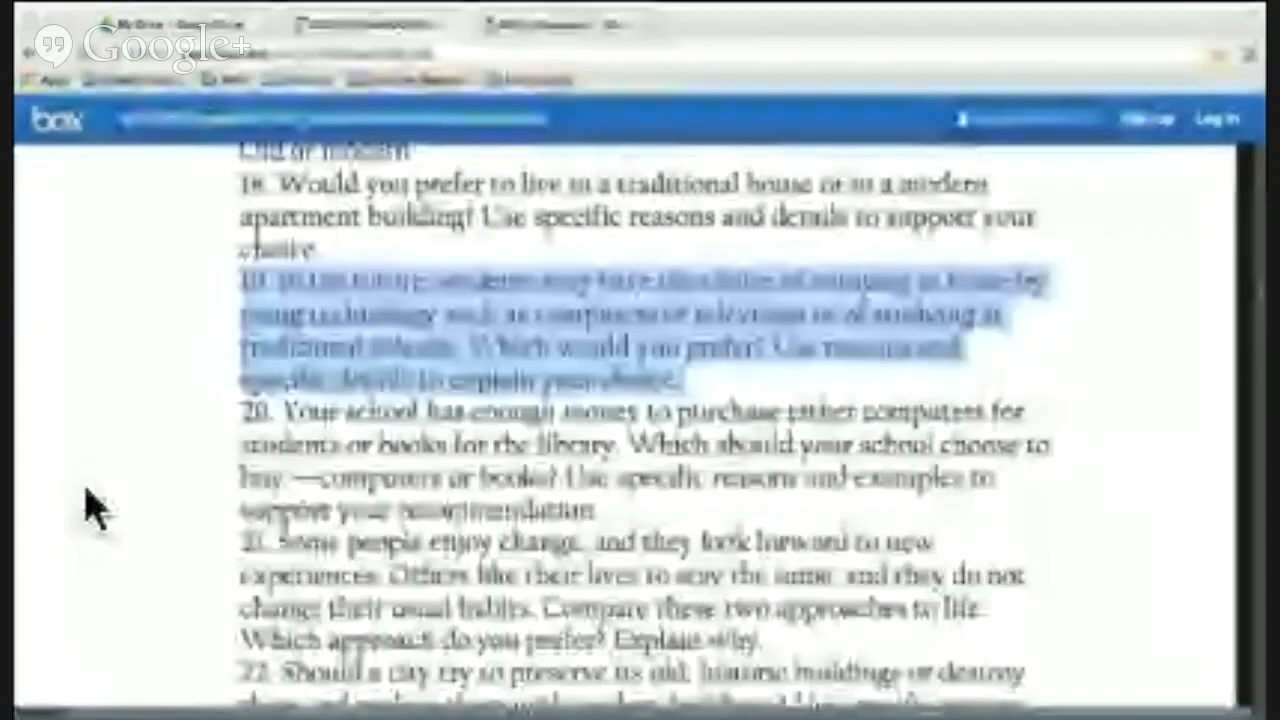 Google+
box
Sign up Log In
Old or modern
18. Would you prefer to live in a traditional house or in a modern
apartment building? Use specific reasons and details to support your
choice.
19. In the future, students may have the choice of studying at home by
using technology such as computers or television or of studying at
traditional schools. Which would you prefer? Use reasons and
specific details to explain your choice.
20. Your school has enough money to purchase either computers for
students or books for the library. Which should your school choose to
buy —computers or books? Use specific reasons and examples to
support your recommendation.
21. Some people enjoy change, and they look forward to new
experiences. Others like their lives to stay the same, and they do not
change their usual habits. Compare these two approaches to life.
Which approach do you prefer? Explain why.
22. Should a city try to preserve its old, historic buildings or destroy